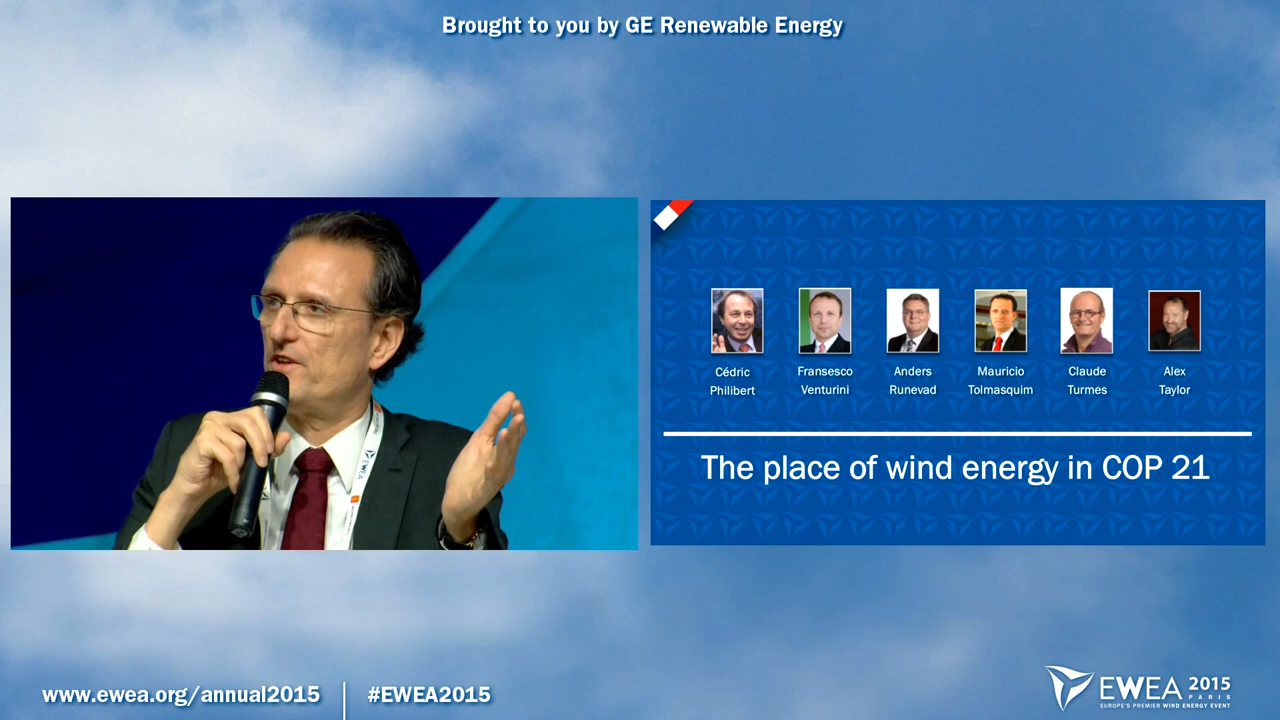 Brought to you by GE Renewable Energy
EWEA
Cédric
Philibert
Fransesco
Venturini
Anders
Runevad
Mauricio
Tolmasquim
Claude
Turmes
Alex
Taylor
The place of wind energy in COP 21
www.ewea.org/annual2015 | #EWEA2015
EWEA 2015
PARIS
EUROPE'S PREMIER WIND ENERGY EVENT